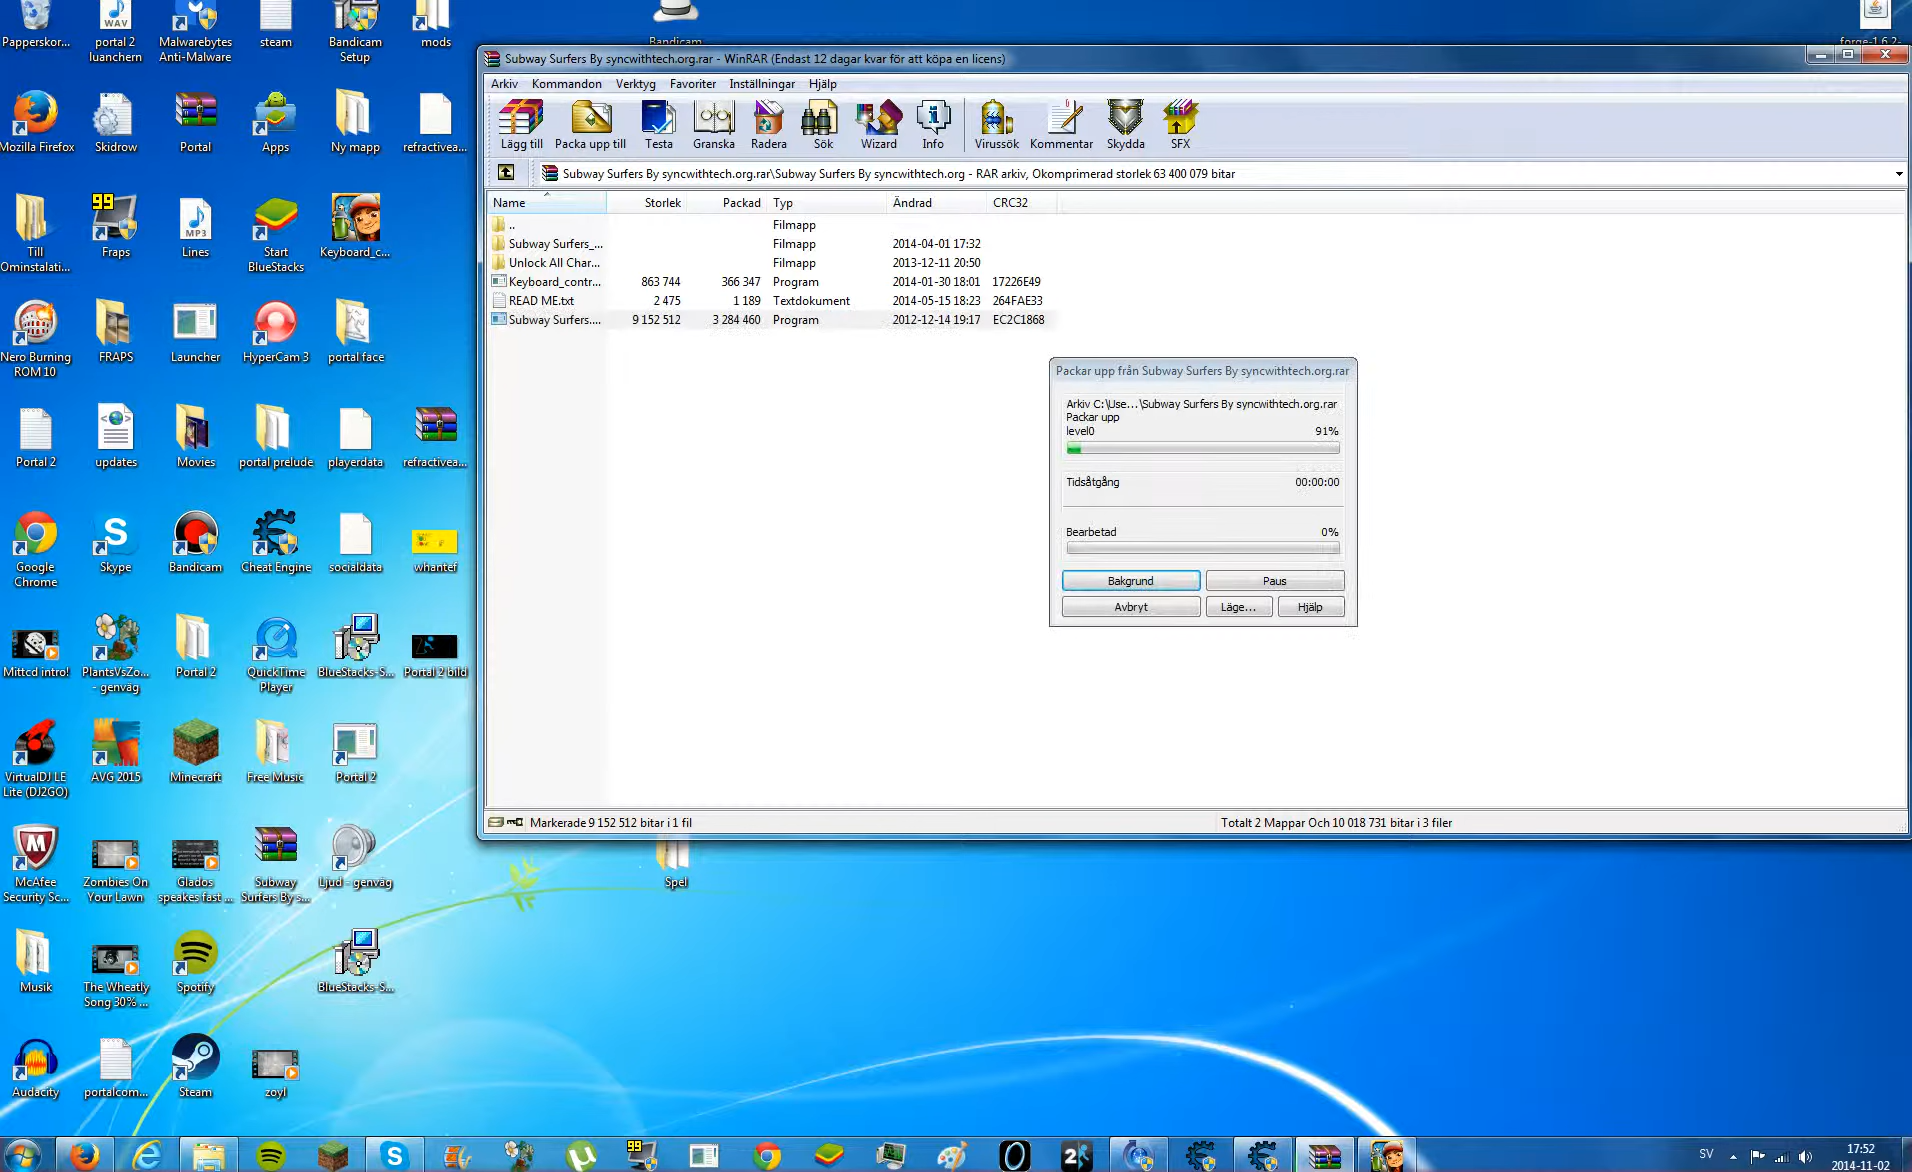 Papperskor...
portal 2
luanchern
Malwarebytes
Anti-Malware
steam
Bandicam
Setup
mods
Bandicam
forge-1.6.2-
Mozilla Firefox
Skidrow
Portal
Apps
Ny mapp
refractivea...
Till
Ominstalati...
Fraps
Lines
Start
BlueStacks
Keyboard_c...
Nero Burning
ROM 10
FRAPS
Launcher
HyperCam 3
portal face
Portal 2
updates
Movies
portal prelude
playerdata
refractivea...
Google
Chrome
Skype
Bandicam
Cheat Engine
socialdata
whantef
Mittcd intro!
PlantsVsZo...
- genväg
Portal 2
QuickTime
Player
BlueStacks-S...
Portal 2 bild
VirtualDJ LE
Lite (DJ2GO)
AVG 2015
Minecraft
Free Music
Portal 2
McAfee
Security Sc...
Zombies On
Your Lawn
Glados
speakes fast ...
Subway
Surfers By s...
Ljud - genväg
Spel
Musik
The Wheatly
Song 30% ...
Spotify
BlueStacks-S...
Audacity
portalcom...
Steam
zoyl
Subway Surfers By syncwithtech.org.rar - WinRAR (Endast 12 dagar kvar för att köpa en licens)
Arkiv Kommandon Verktyg Favoriter Inställningar Hjälp
Lägg till Packa upp till Testa Granska Radera Sök Wizard Info Virussök Kommentar Skydda SFX
Subway Surfers By syncwithtech.org.rar\Subway Surfers By syncwithtech.org - RAR arkiv, Okomprimerad storlek 63 400 079 bitar
Name Storlek Packad Typ Ändrad CRC32
.. Filmapp
Subway Surfers_... Filmapp 2014-04-01 17:32
Unlock All Char... Filmapp 2013-12-11 20:50
Keyboard_contr... 863 744 366 347 Program 2014-01-30 18:01 17226E49
READ ME.txt 2 475 1 189 Textdokument 2014-05-15 18:23 264FAE33
Subway Surfers.... 9 152 512 3 284 460 Program 2012-12-14 19:17 EC2C1868
Packar upp från Subway Surfers By syncwithtech.org.rar
Arkiv C:\Use...\Subway Surfers By syncwithtech.org.rar
Packar upp
level0 91%
Tidsåtgång 00:00:00
Bearbetad 0%
Bakgrund Paus
Avbryt Läge... Hjälp
Markerade 9 152 512 bitar i 1 fil
Totalt 2 Mappar Och 10 018 731 bitar i 3 filer
SV
17:52
2014-11-02